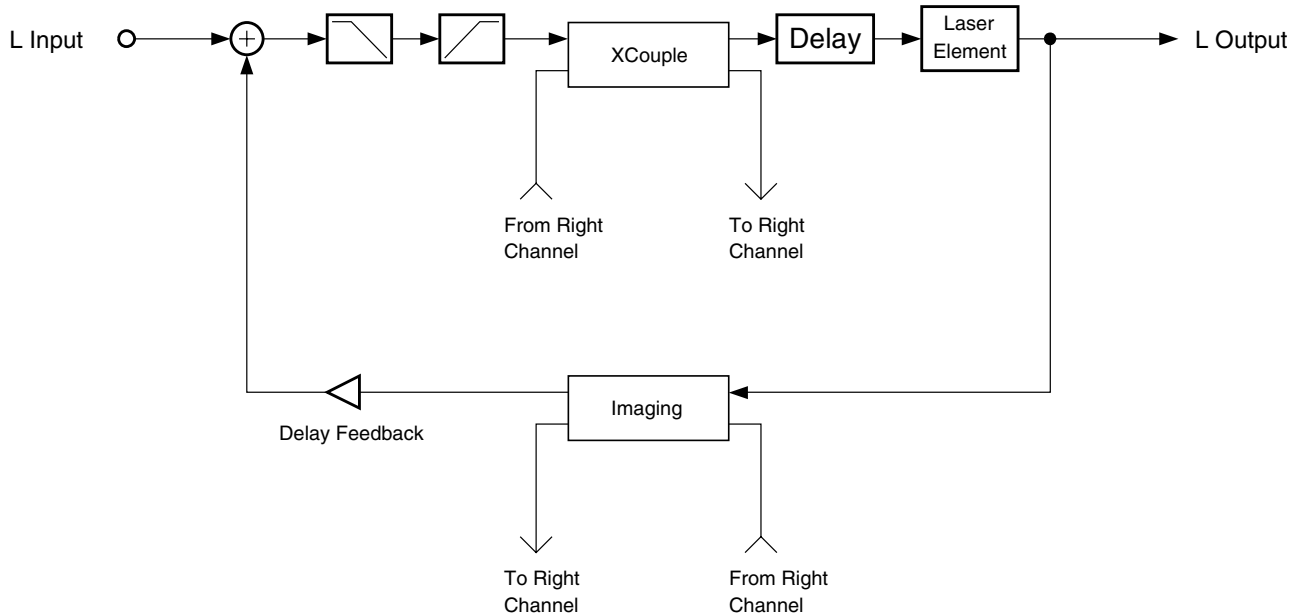 L Input
+
XCouple
Delay
Laser
Element
L Output
From Right
Channel
To Right
Channel
Imaging
Delay Feedback
To Right
Channel
From Right
Channel